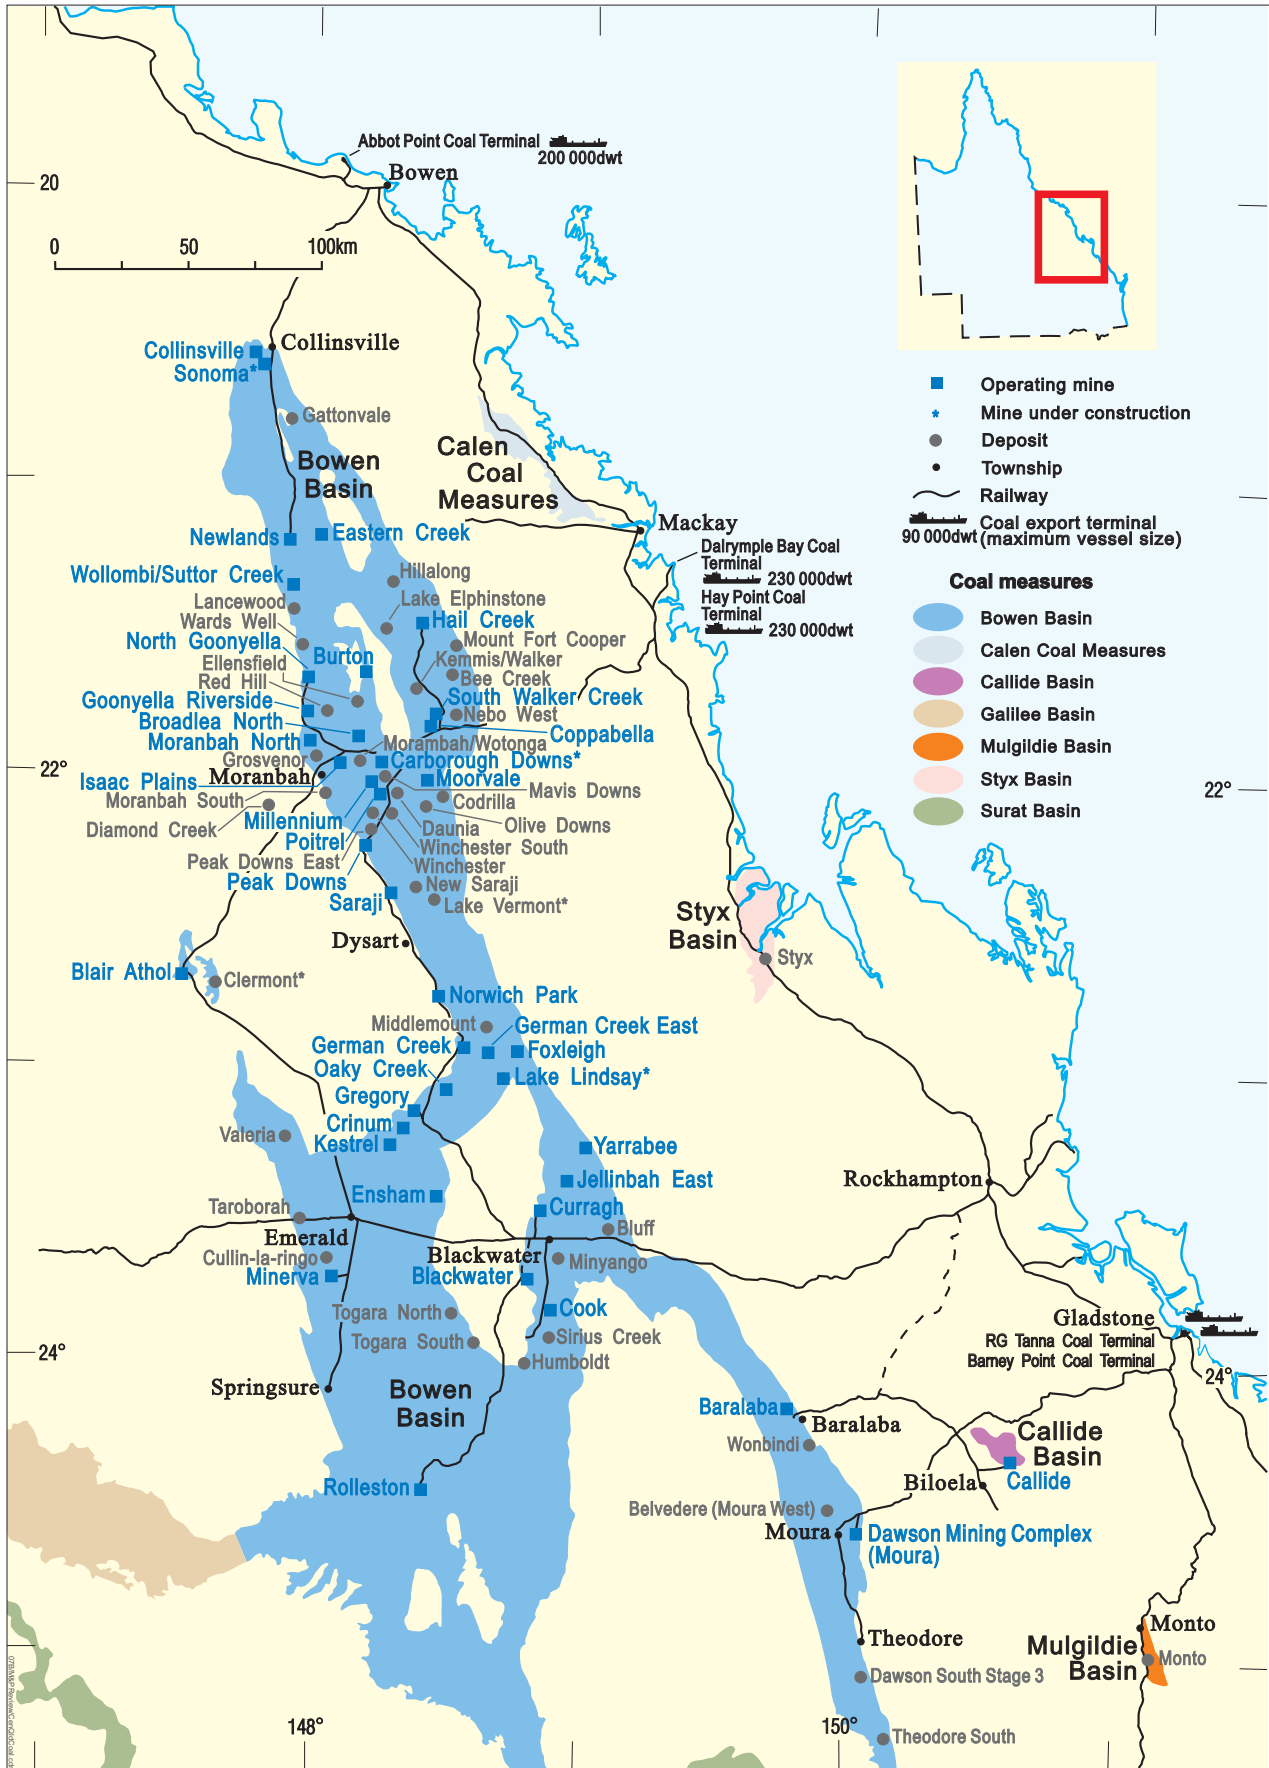 Abbot Point Coal Terminal
200 000dwt
Bowen
20
0 50 100km
Collinsville
Collinsville
Sonoma*
Gattonvale
Bowen
Basin
Calen
Coal
Measures
Newlands
Eastern Creek
Mackay
Dalrymple Bay Coal
Terminal
230 000dwt
Hay Point Coal
Terminal
230 000dwt
Operating mine
* Mine under construction
Deposit
Township
Railway
90 000dwt
Coal export terminal
(maximum vessel size)
Coal measures
Bowen Basin
Calen Coal Measures
Callide Basin
Galilee Basin
Mulgildie Basin
Styx Basin
Surat Basin
Wollombi/Suttor Creek
Hillalong
Lancewood
Lake Elphinstone
Wards Well
Hail Creek
North Goonyella
Mount Fort Cooper
Burton
Ellensfield
Kemmis/Walker
Red Hill
Bee Creek
Goonyella Riverside
South Walker Creek
Broadlea North
Nebo West
Moranbah North
Coppabella
Morambah/Wotonga
Grosvenor
Carborough Downs*
Moranbah
Isaac Plains
Moorvale
22°
22°
Moranbah South
Mavis Downs
Codrilla
Diamond Creek
Millennium
Olive Downs
Daunia
Poitrel
Winchester South
Peak Downs East
Winchester
Peak Downs
New Saraji
Saraji
Lake Vermont*
Styx
Basin
Dysart
Styx
Blair Athol
Clermont*
Norwich Park
Middlemount
German Creek East
German Creek
Foxleigh
Oaky Creek
Lake Lindsay*
Gregory
Crinum
Valeria
Kestrel
Yarrabee
Jellinbah East
Rockhampton
Ensham
Taroborah
Curragh
Bluff
Emerald
Blackwater
Cullin-la-ringo
Minyango
Minerva
Blackwater
Togara North
Cook
Togara South
Sirius Creek
Gladstone
RG Tanna Coal Terminal
Barney Point Coal Terminal
24°
24°
Humboldt
Springsure
Bowen
Basin
Baralaba
Baralaba
Wonbindi
Callide
Basin
Biloela
Callide
Rolleston
Belvedere (Moura West)
Moura
Dawson Mining Complex
(Moura)
Theodore
Monto
Mulgildie
Basin
Monto
Dawson South Stage 3
148°
150°
Theodore South